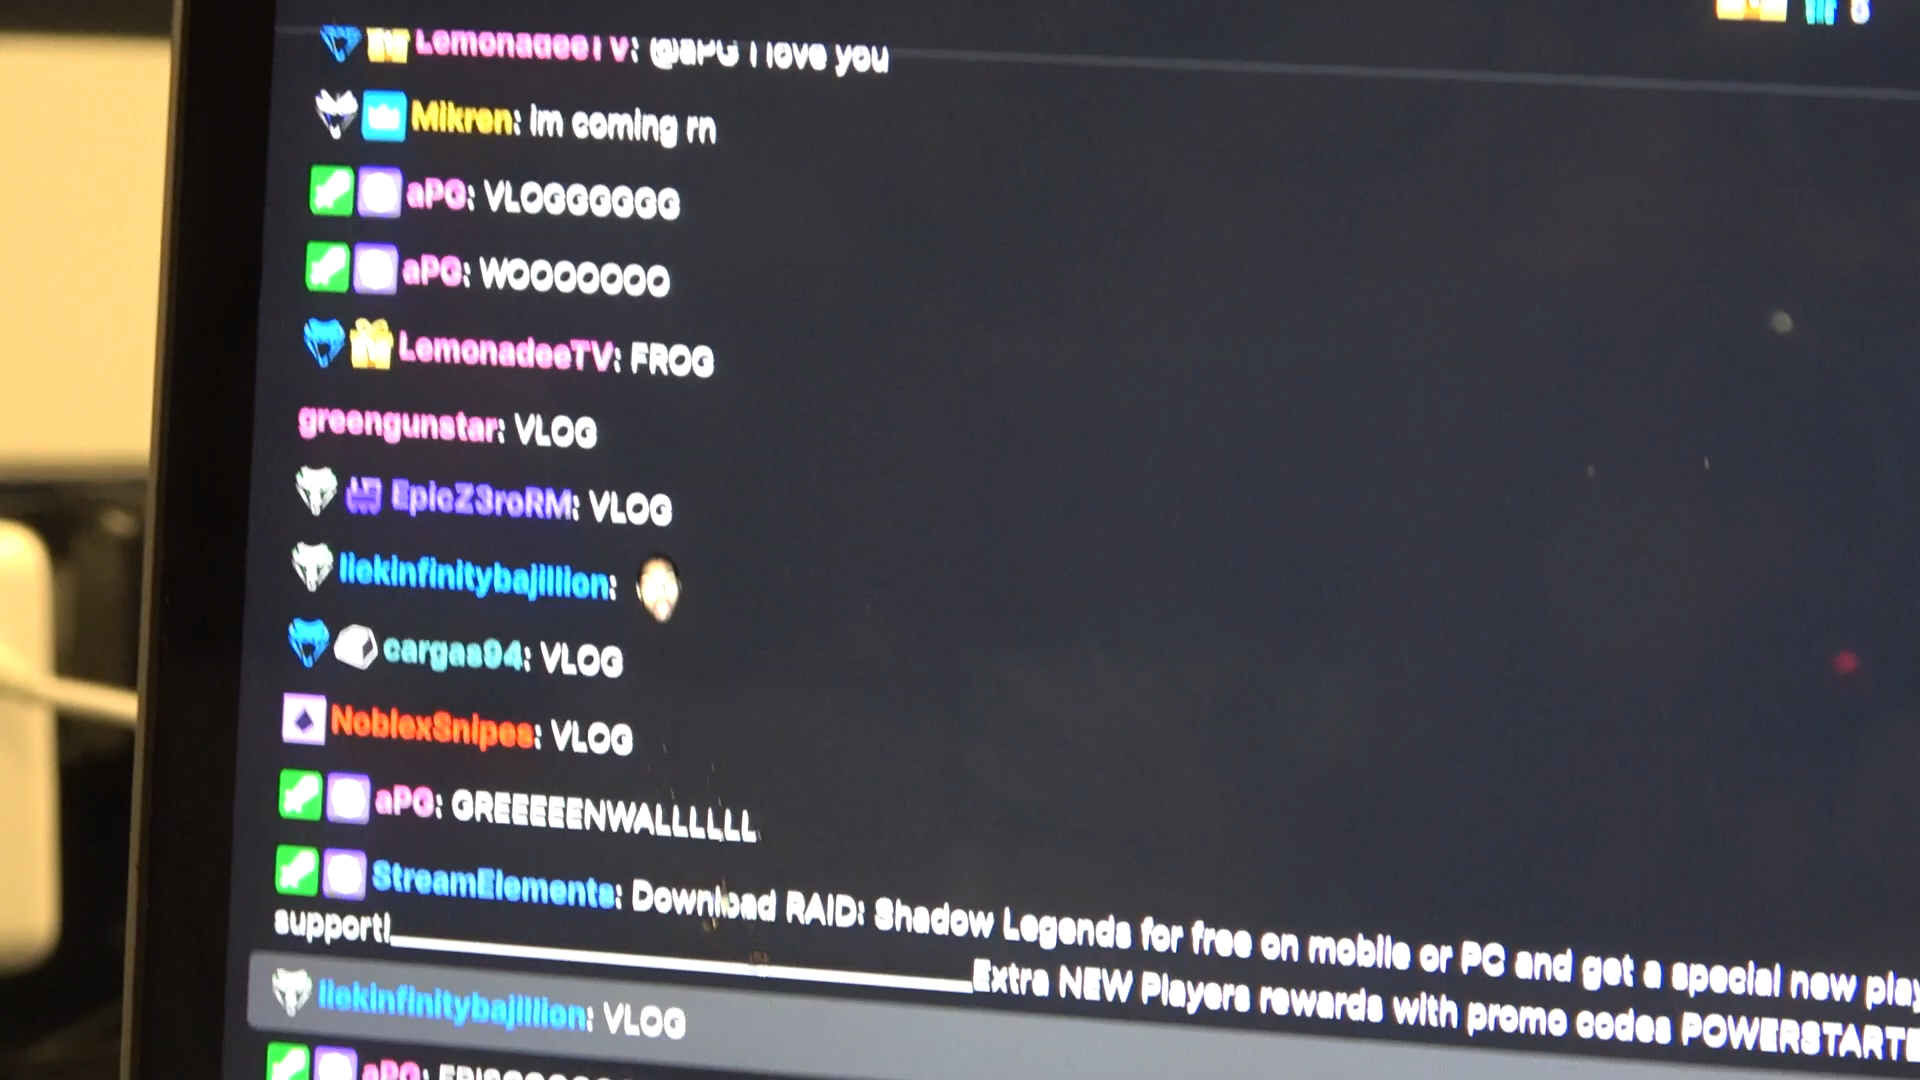 LemonadeeTV: @aPG I love you
Mikren: im coming rn
aPG: VLOGGGGGG
aPG: WOOOOOOO
LemonadeeTV: FROG
greengunstar: VLOG
EpicZ3roRM: VLOG
liekinfinitybajillion:
cargas94: VLOG
NoblexSnipes: VLOG
aPG: GREEEEENWALLLLLL
StreamElements: Download RAID: Shadow Legends for free on mobile or PC and get a special new
support!
Extra NEW Players rewards with promo codes
liekinfinitybajillion: VLOG
aPG: